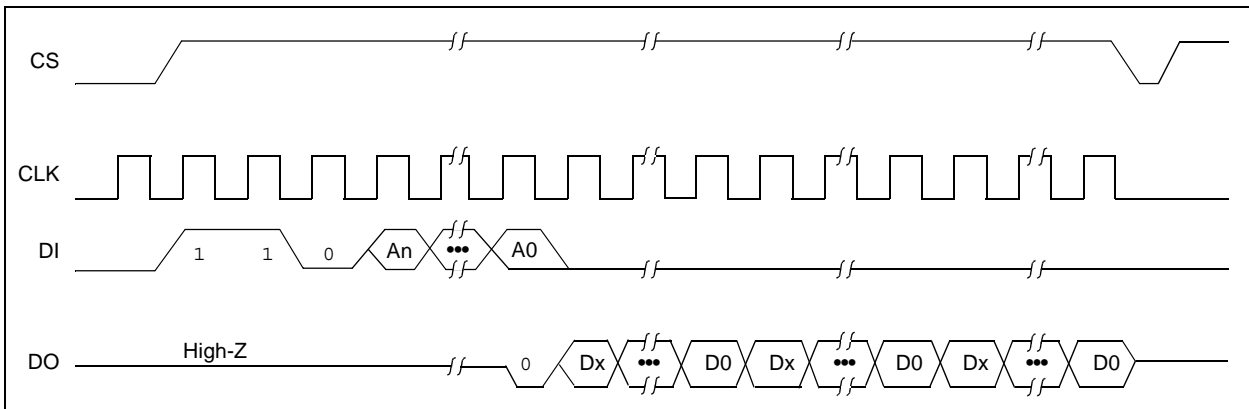 CS
CLK
DI 1 1 0 An ••• A0
High-Z
DO 0 Dx ••• D0 Dx ••• D0 Dx ••• D0